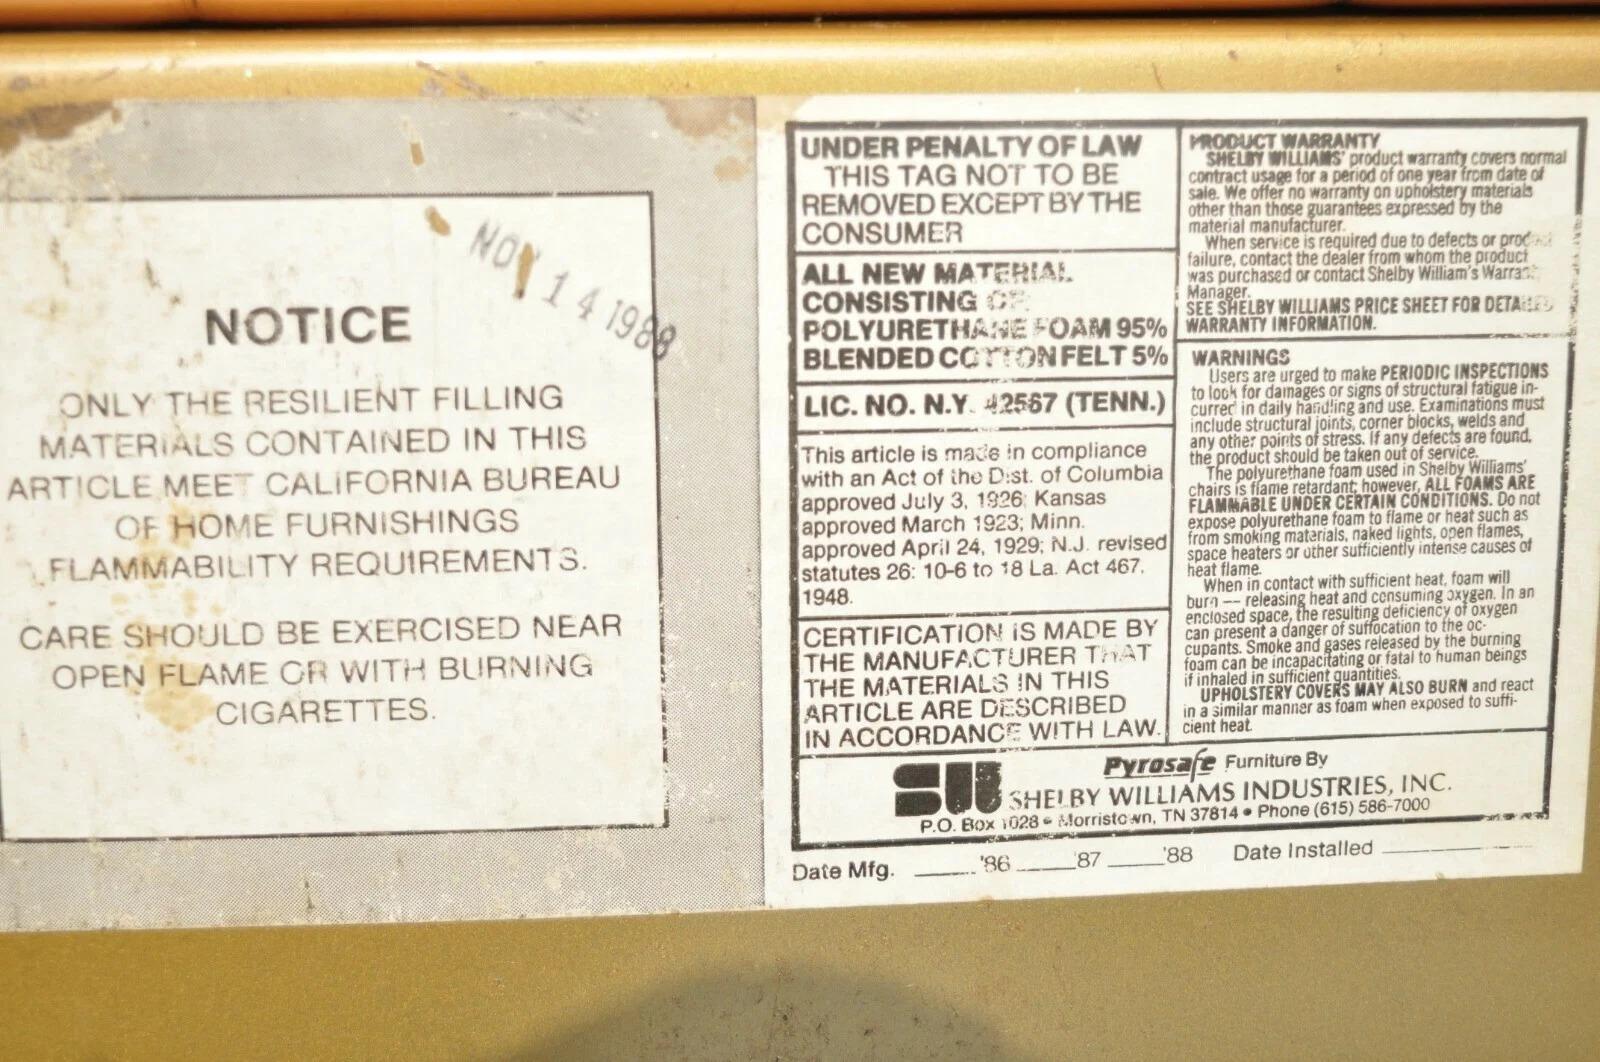 NOV 14 1988
NOTICE
ONLY THE RESILIENT FILLING
MATERIALS CONTAINED IN THIS
ARTICLE MEET CALIFORNIA BUREAU
OF HOME FURNISHINGS
FLAMMABILITY REQUIREMENTS.
CARE SHOULD BE EXERCISED NEAR
OPEN FLAME OR WITH BURNING
CIGARETTES.
UNDER PENALTY OF LAW
THIS TAG NOT TO BE
REMOVED EXCEPT BY THE
CONSUMER
ALL NEW MATERIAL
CONSISTING OF
POLYURETHANE FOAM 95%
BLENDED COTTON FELT 5%
LIC. NO. N.Y. 42567 (TENN.)
This article is made in compliance
with an Act of the Dist. of Columbia
approved July 3, 1926; Kansas
approved March 1923; Minn.
approved April 24, 1929; N.J. revised
statutes 26: 10-6 to 18 La. Act 467,
1948.
CERTIFICATION IS MADE BY
THE MANUFACTURER THAT
THE MATERIALS IN THIS
ARTICLE ARE DESCRIBED
IN ACCORDANCE WITH LAW.
PRODUCT WARRANTY
SHELBY WILLIAMS' product warranty covers normal
contract usage for a period of one year from date of
sale. We offer no warranty on upholstery materials
other than those guarantees expressed by the
material manufacturer.
When service is required due to defects or product
failure, contact the dealer from whom the product
was purchased or contact Shelby William's Warranty
Manager.
SEE SHELBY WILLIAMS PRICE SHEET FOR DETAILED
WARRANTY INFORMATION.
WARNINGS
Users are urged to make PERIODIC INSPECTIONS
to look for damages or signs of structural fatigue in-
curred in daily handling and use. Examinations must
include structural joints, corner blocks, welds and
any other points of stress. If any defects are found,
the product should be taken out of service.
The polyurethane foam used in Shelby Williams'
chairs is flame retardant; however, ALL FOAMS ARE
FLAMMABLE UNDER CERTAIN CONDITIONS. Do not
expose polyurethane foam to flame or heat such as
from smoking materials, naked lights, open flames,
space heaters or other sufficiently intense causes of
heat flame.
When in contact with sufficient heat, foam will
burn — releasing heat and consuming oxygen. In an
enclosed space, the resulting deficiency of oxygen
can present a danger of suffocation to the oc-
cupants. Smoke and gases released by the burning
foam can be incapacitating or fatal to human beings
if inhaled in sufficient quantities.
UPHOLSTERY COVERS MAY ALSO BURN and react
in a similar manner as foam when exposed to suffi-
cient heat.
SW
Pyrosafe Furniture By
SHELBY WILLIAMS INDUSTRIES, INC.
P.O. Box 1028 • Morristown, TN 37814 • Phone (615) 586-7000
Date Mfg. _____'86 _____'87 _____'88 Date Installed __________